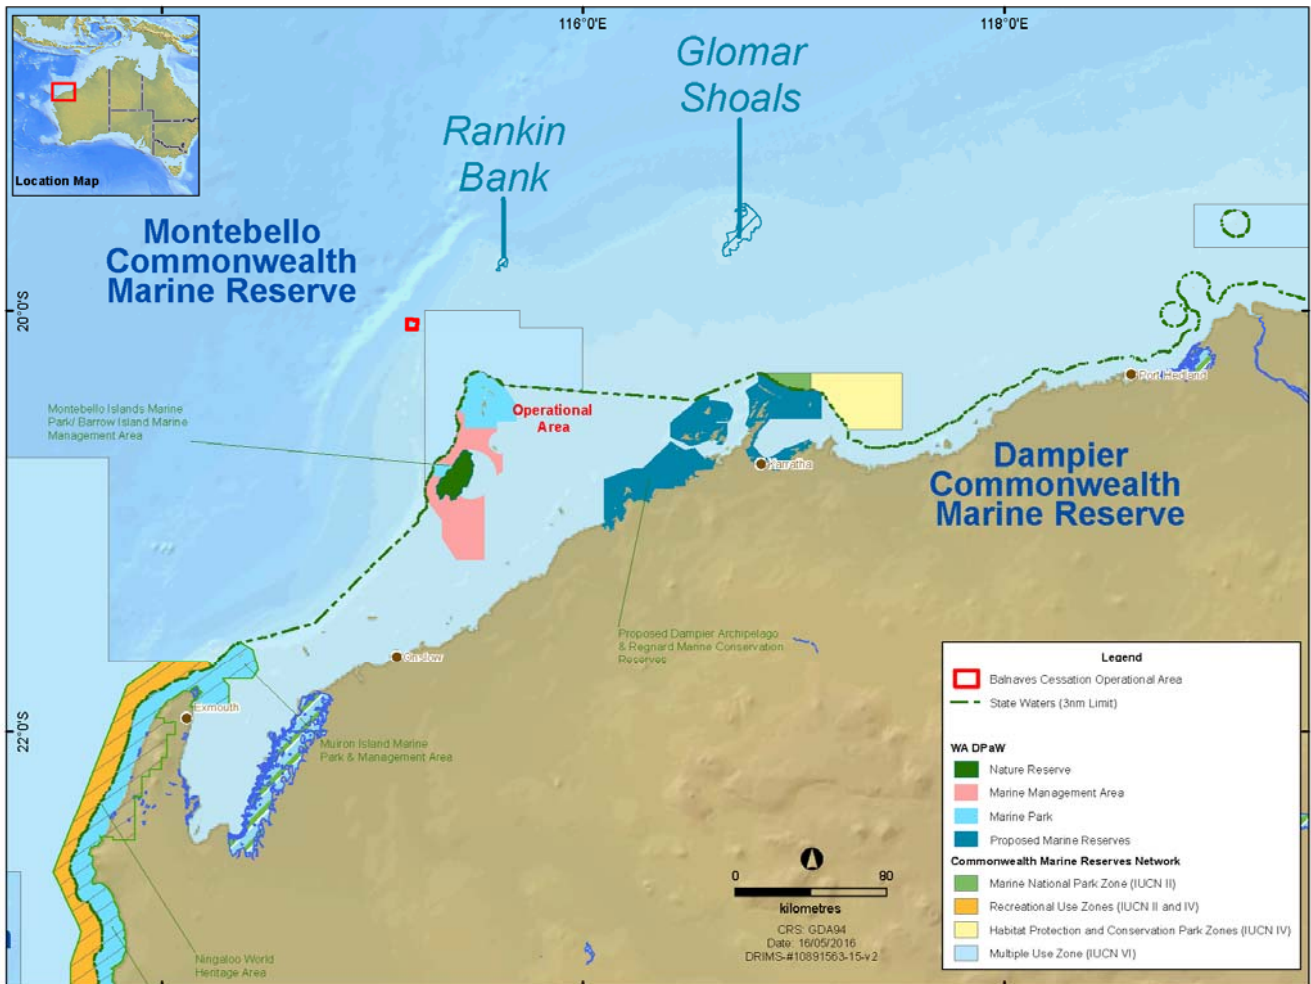 116°0'E
118°0'E
Location Map
Glomar
Shoals
Rankin
Bank
Montebello
Commonwealth
Marine Reserve
20°0'S
Port Hedland
Montebello Islands Marine
Park/ Barrow Island Marine
Management Area
Operational
Area
Karratha
Dampier
Commonwealth
Marine Reserve
Proposed Dampier Archipelago
& Regnard Marine Conservation
Reserves
Onslow
Exmouth
22°0'S
Muiron Island Marine
Park & Management Area
Ningaloo World
Heritage Area
0 80
kilometres
CRS: GDA94
Date: 16/05/2016
DRIMS-#10891563-15-v2
Legend
Balnaves Cessation Operational Area
State Waters (3nm Limit)
WA DPaW
Nature Reserve
Marine Management Area
Marine Park
Proposed Marine Reserves
Commonwealth Marine Reserves Network
Marine National Park Zone (IUCN II)
Recreational Use Zones (IUCN II and IV)
Habitat Protection and Conservation Park Zones (IUCN IV)
Multiple Use Zone (IUCN VI)